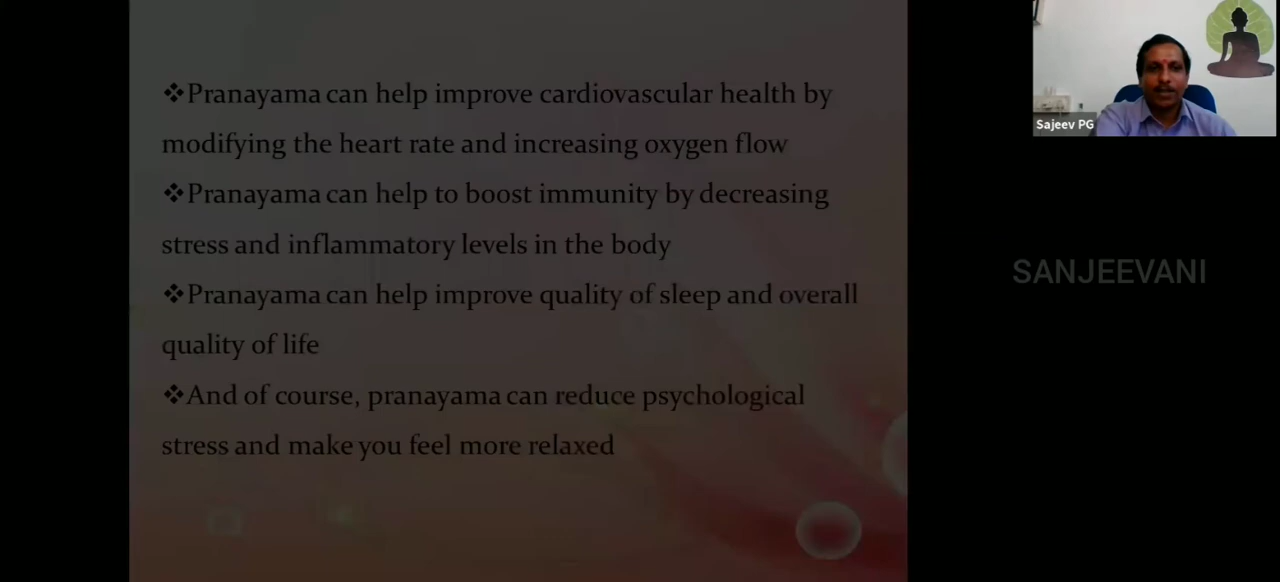 ❖Pranayama can help improve cardiovascular health by
modifying the heart rate and increasing oxygen flow
❖Pranayama can help to boost immunity by decreasing
stress and inflammatory levels in the body
❖Pranayama can help improve quality of sleep and overall
quality of life
❖And of course, pranayama can reduce psychological
stress and make you feel more relaxed
Sajeev PG
SANJEEVANI